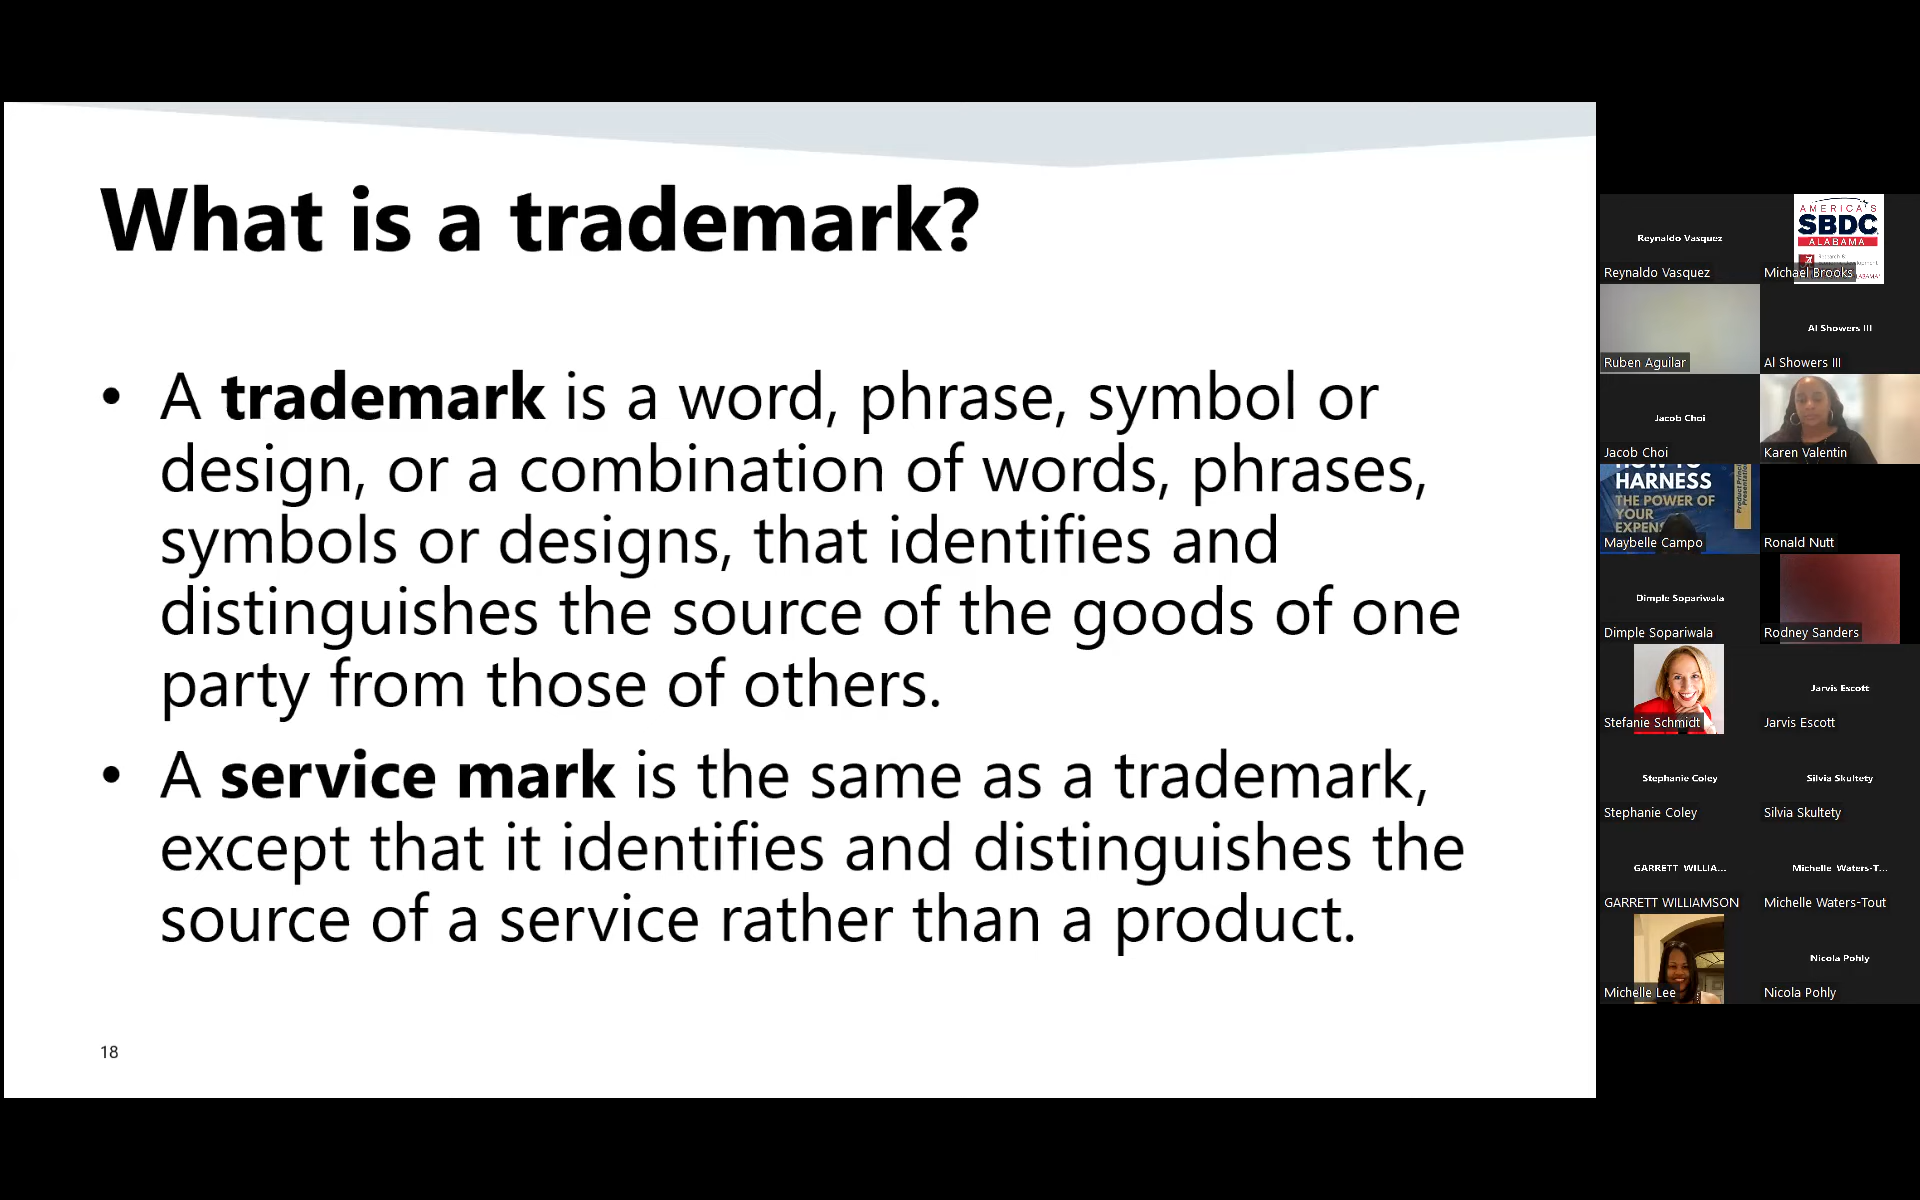 What is a trademark?
• A trademark is a word, phrase, symbol or
design, or a combination of words, phrases,
symbols or designs, that identifies and
distinguishes the source of the goods of one
party from those of others.
• A service mark is the same as a trademark,
except that it identifies and distinguishes the
source of a service rather than a product.
18
Reynaldo Vasquez
Reynaldo Vasquez
AMERICA'S
SBDC
ALABAMA
Michael Brooks
Ruben Aguilar
Al Showers III
Al Showers III
Jacob Choi
Jacob Choi
Karen Valentin
HOW TO
HARNESS
THE POWER OF
YOUR
EXPENS
Maybelle Campo
Ronald Nutt
Dimple Sopariwala
Dimple Sopariwala
Rodney Sanders
Stefanie Schmidt
Jarvis Escott
Jarvis Escott
Stephanie Coley
Stephanie Coley
Silvia Skultety
Silvia Skultety
GARRETT WILLIA...
GARRETT WILLIAMSON
Michelle Waters-T...
Michelle Waters-Tout
Michelle Lee
Nicola Pohly
Nicola Pohly